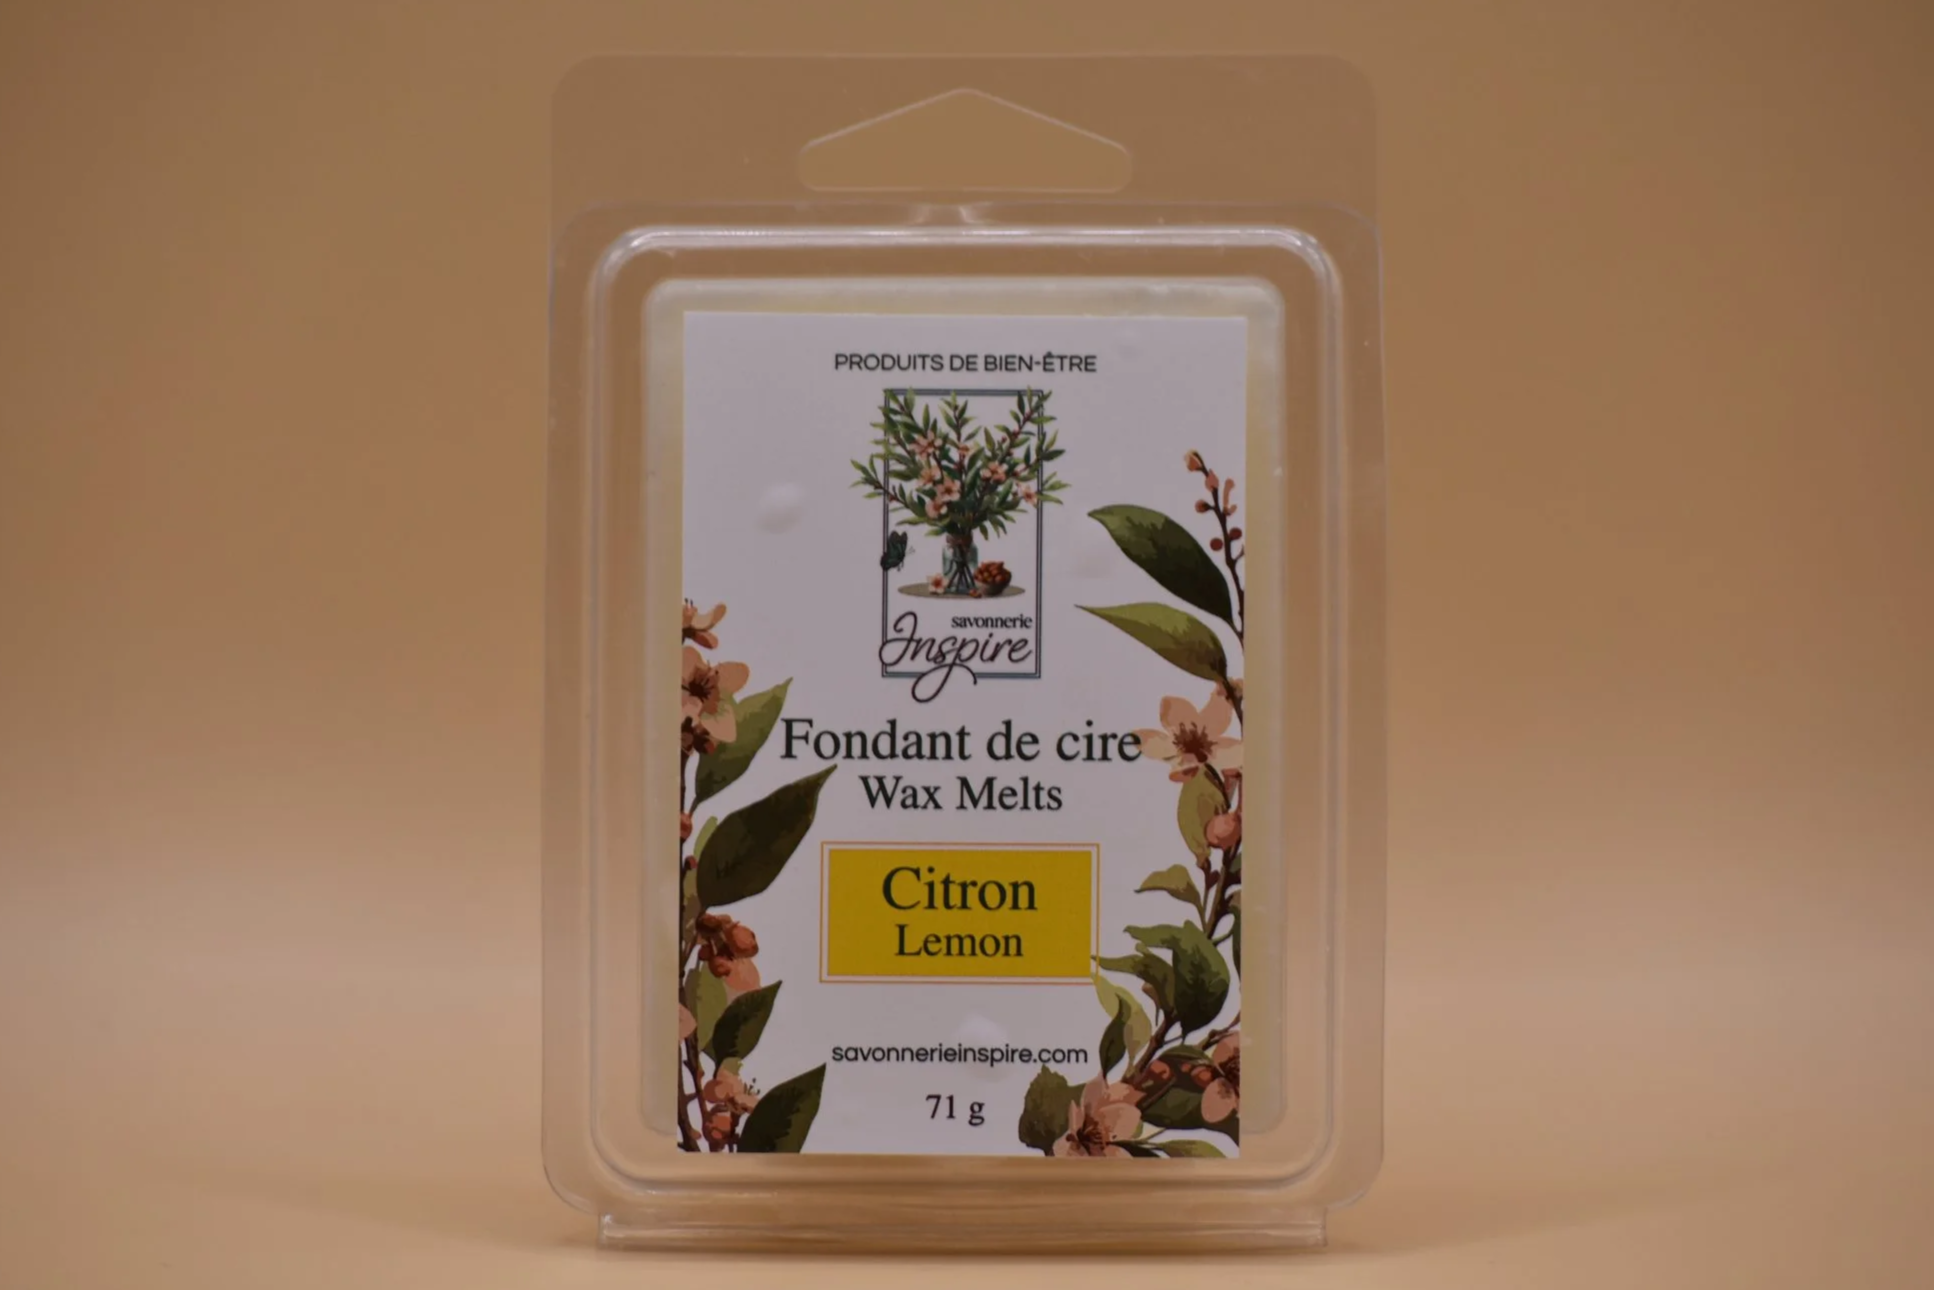 PRODUITS DE BIEN-ÊTRE
savonnerie
Inspire
Fondant de cire
Wax Melts
Citron
Lemon
savonnerieinspire.com
71 g